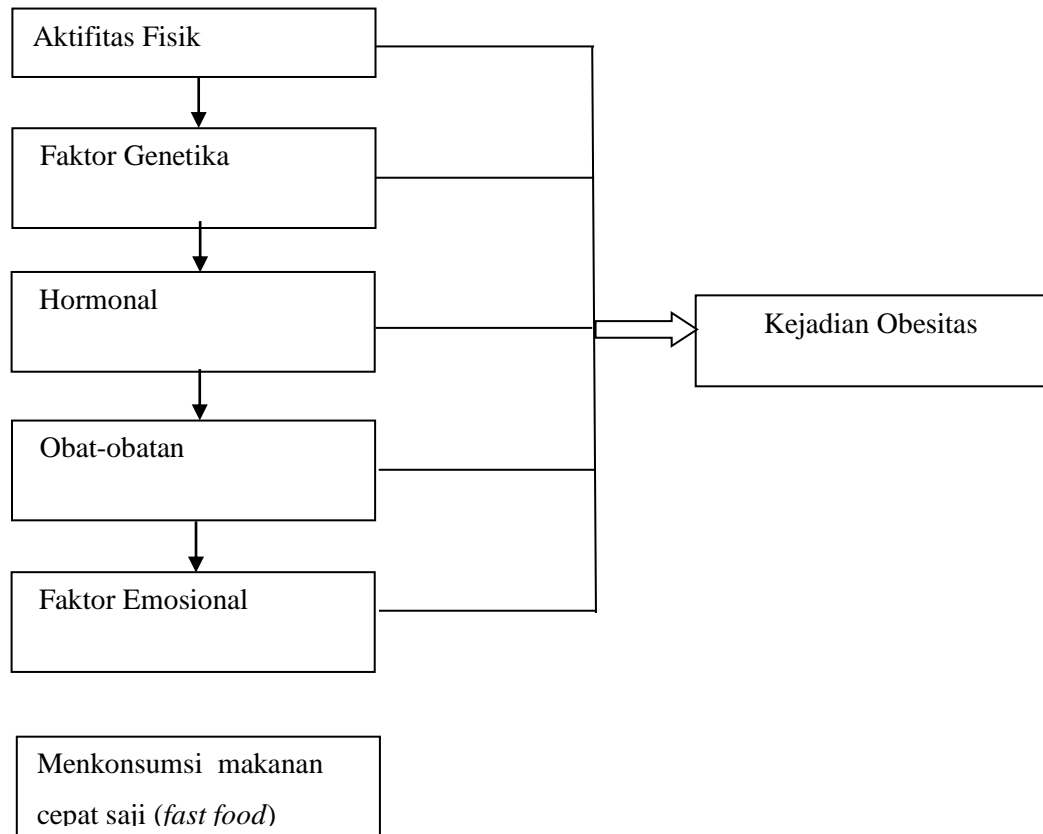 Aktifitas Fisik
Faktor Genetika
Hormonal
Kejadian Obesitas
Obat-obatan
Faktor Emosional
Menkonsumsi makanan
cepat saji (fast food)